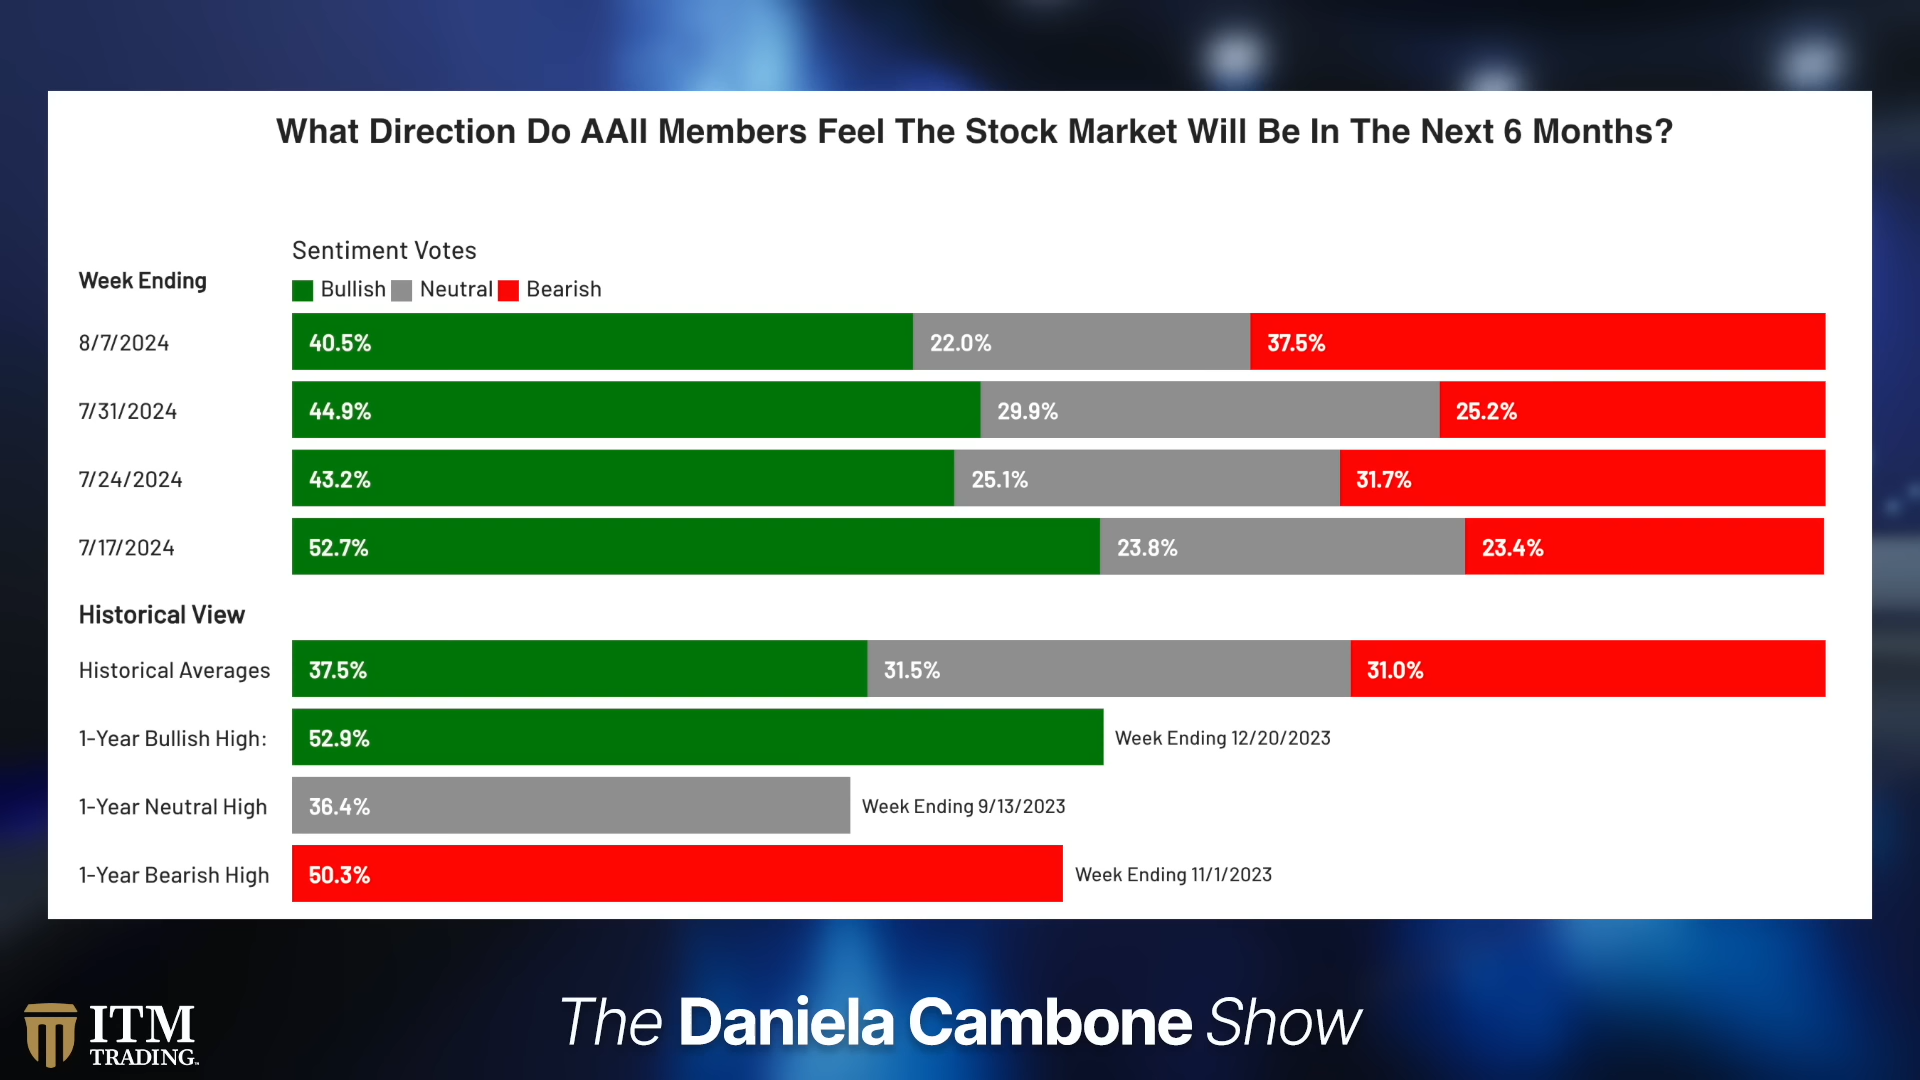 What Direction Do AAII Members Feel The Stock Market Will Be In The Next 6 Months?
Sentiment Votes
Week Ending
Bullish Neutral Bearish
8/7/2024 40.5% 22.0% 37.5%
7/31/2024 44.9% 29.9% 25.2%
7/24/2024 43.2% 25.1% 31.7%
7/17/2024 52.7% 23.8% 23.4%
Historical View
Historical Averages 37.5% 31.5% 31.0%
1-Year Bullish High: 52.9% Week Ending 12/20/2023
1-Year Neutral High 36.4% Week Ending 9/13/2023
1-Year Bearish High 50.3% Week Ending 11/1/2023
ITM
TRADING
The Daniela Cambone Show